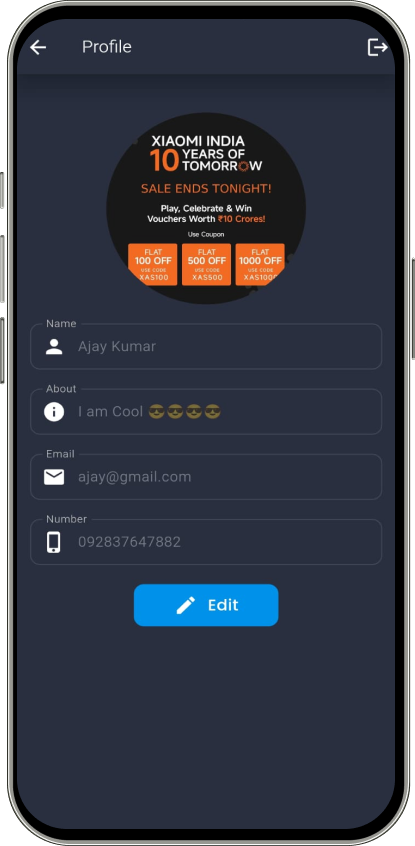 Profile
XIAOMI INDIA
10 YEARS OF
TOMORROW
SALE ENDS TONIGHT!
Play, Celebrate & Win
Vouchers Worth ₹10 Crores!
Use Coupon
FLAT
100 OFF
USE CODE
XAS100
FLAT
500 OFF
USE CODE
XAS500
FLAT
1000 OFF
USE CODE
XAS1000
Name
Ajay Kumar
About
I am Cool 😎😎😎😎
Email
ajay@gmail.com
Number
092837647882
Edit